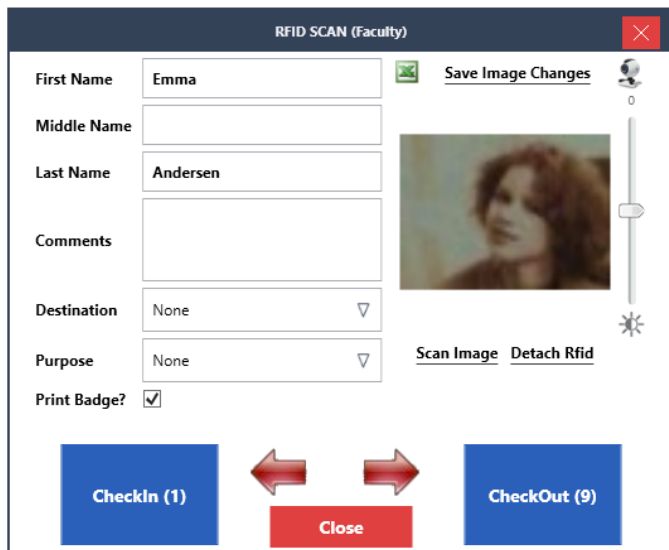 RFID SCAN (Faculty)
First Name Emma
Save Image Changes
0
Middle Name
Last Name Andersen
Comments
Destination None
Purpose None
Scan Image Detach Rfid
Print Badge?
CheckIn (1)
CheckOut (9)
Close